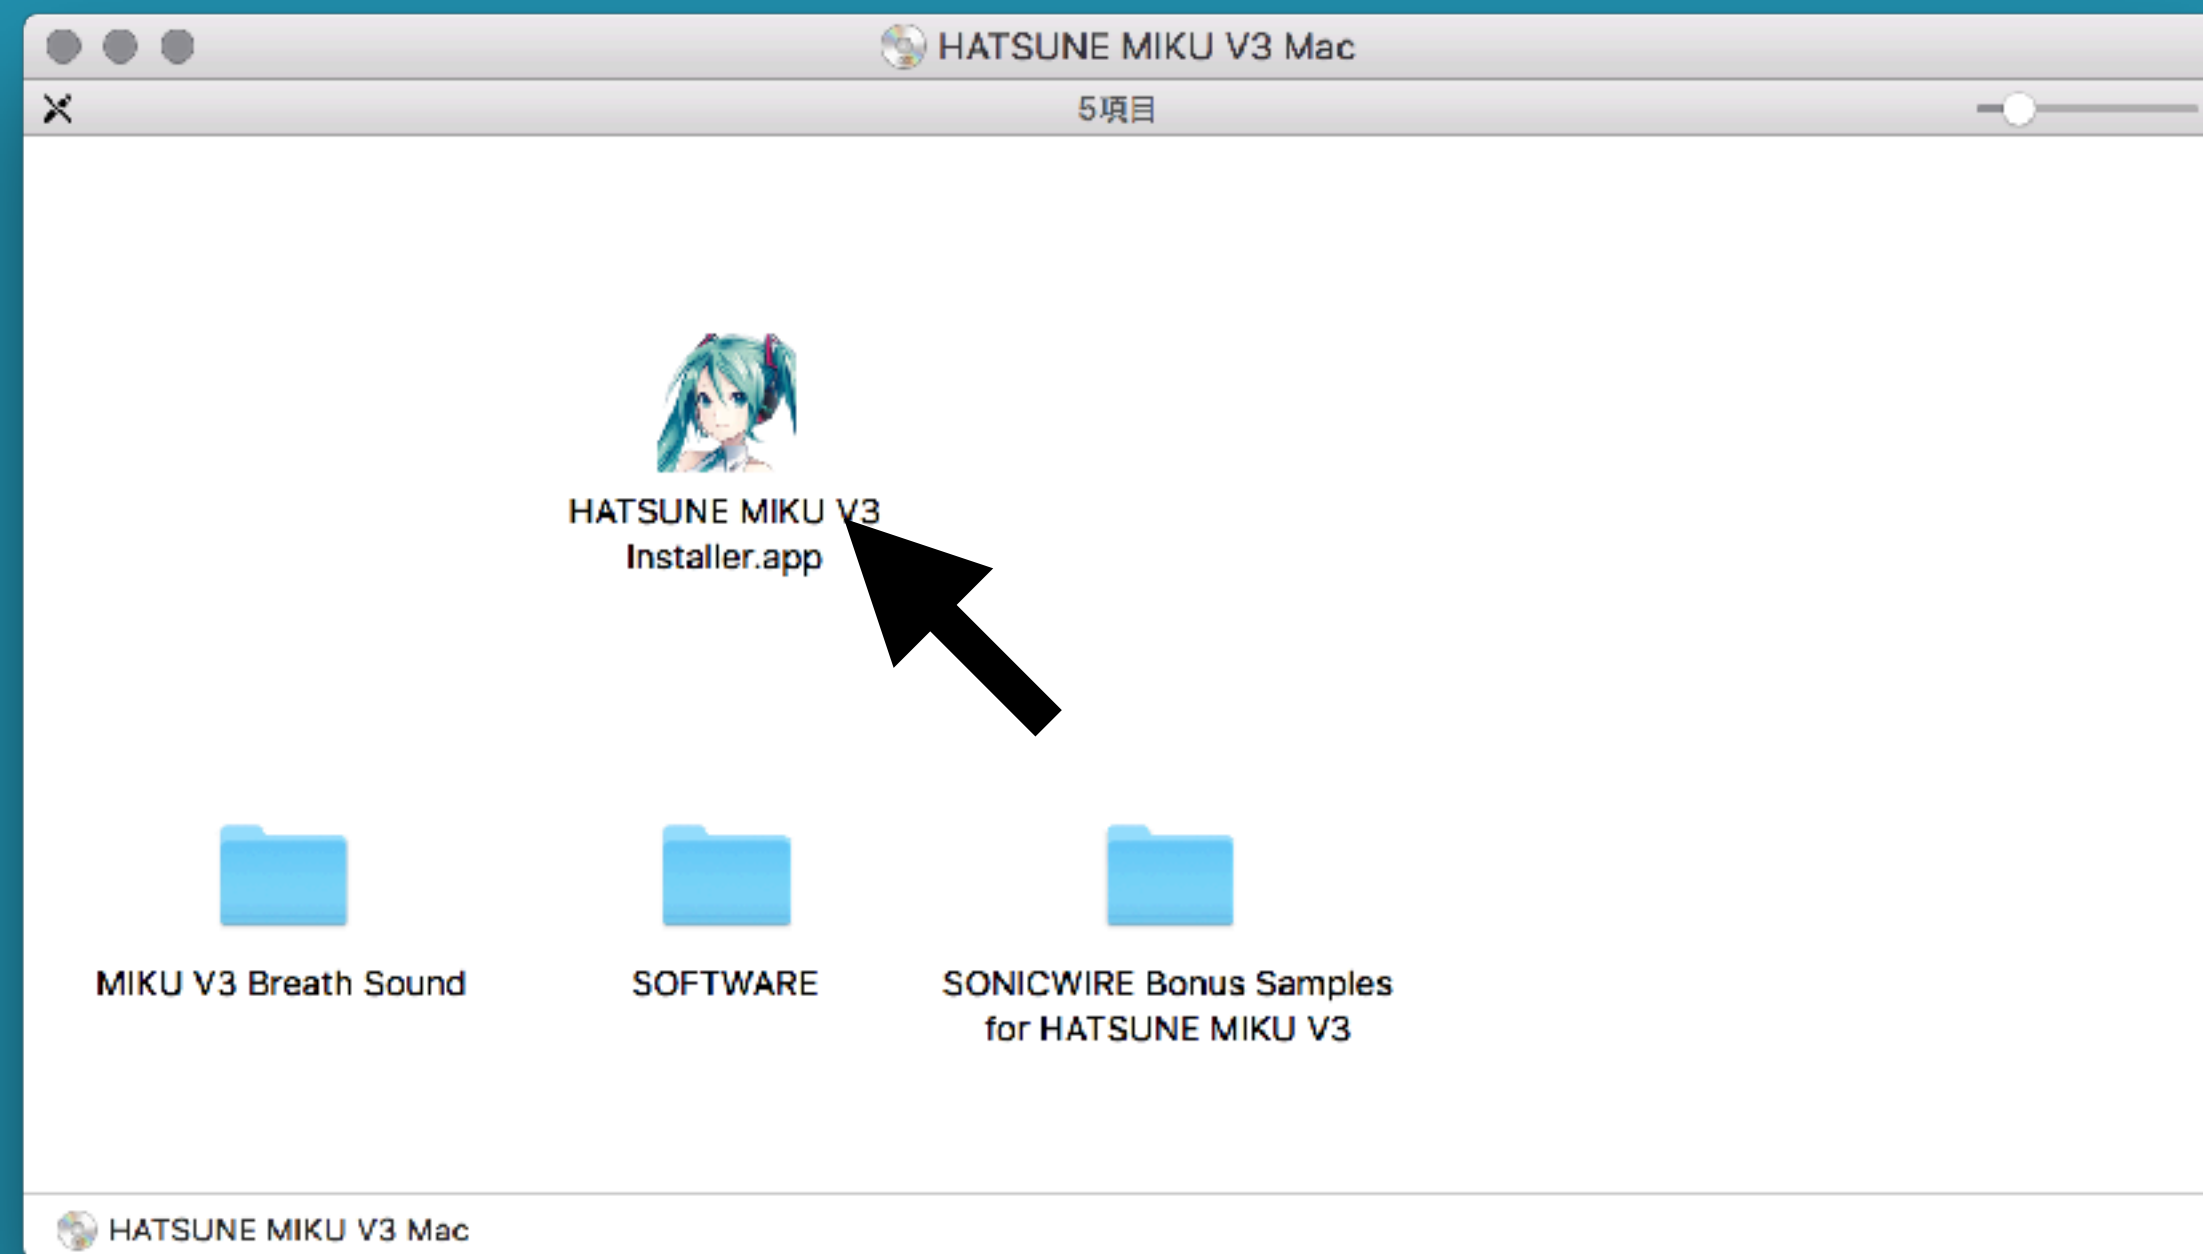 HATSUNE MIKU V3 Mac
5項目
HATSUNE MIKU V3
Installer.app
MIKU V3 Breath Sound
SOFTWARE
SONICWIRE Bonus Samples
for HATSUNE MIKU V3
HATSUNE MIKU V3 Mac